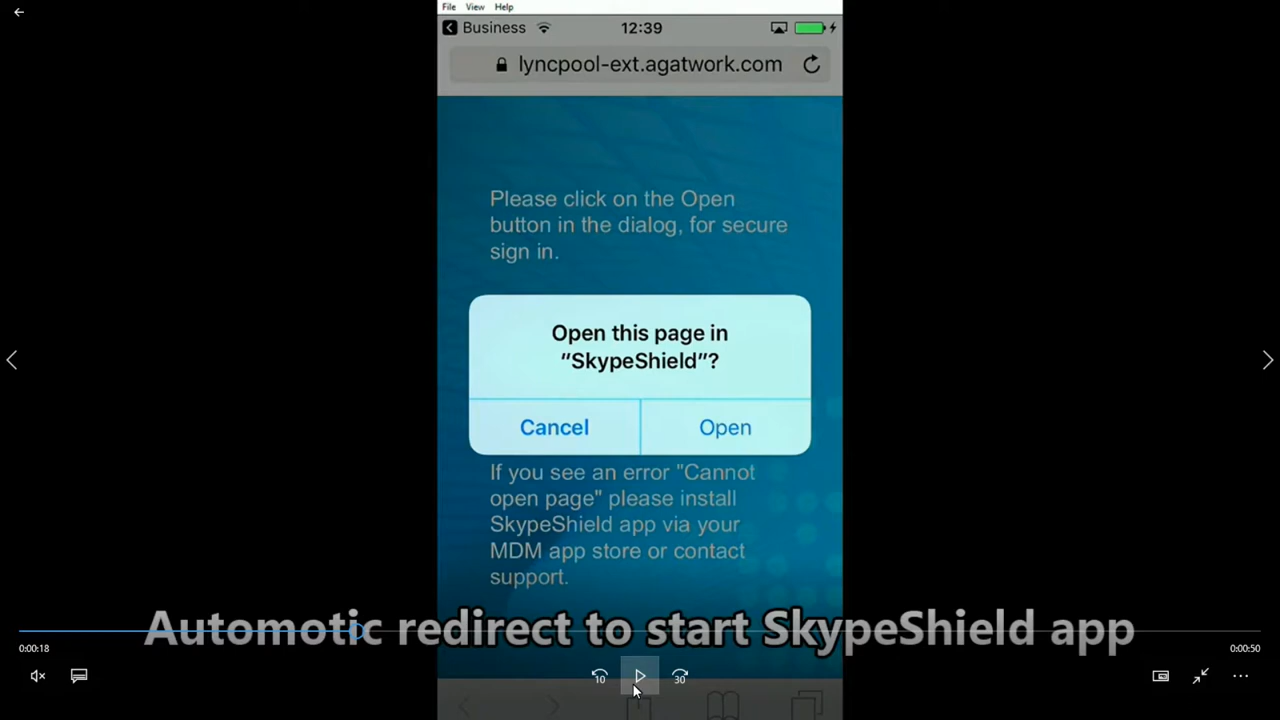 File View Help
Business 12:39
lyncpool-ext.agatwork.com
Please click on the Open
button in the dialog, for secure
sign in.
Open this page in
“SkypeShield”?
Cancel Open
If you see an error "Cannot
open page" please install
SkypeShield app via your
MDM app store or contact
support.
Automotic redirect to start SkypeShield app
0:00:18 0:00:50
10 30